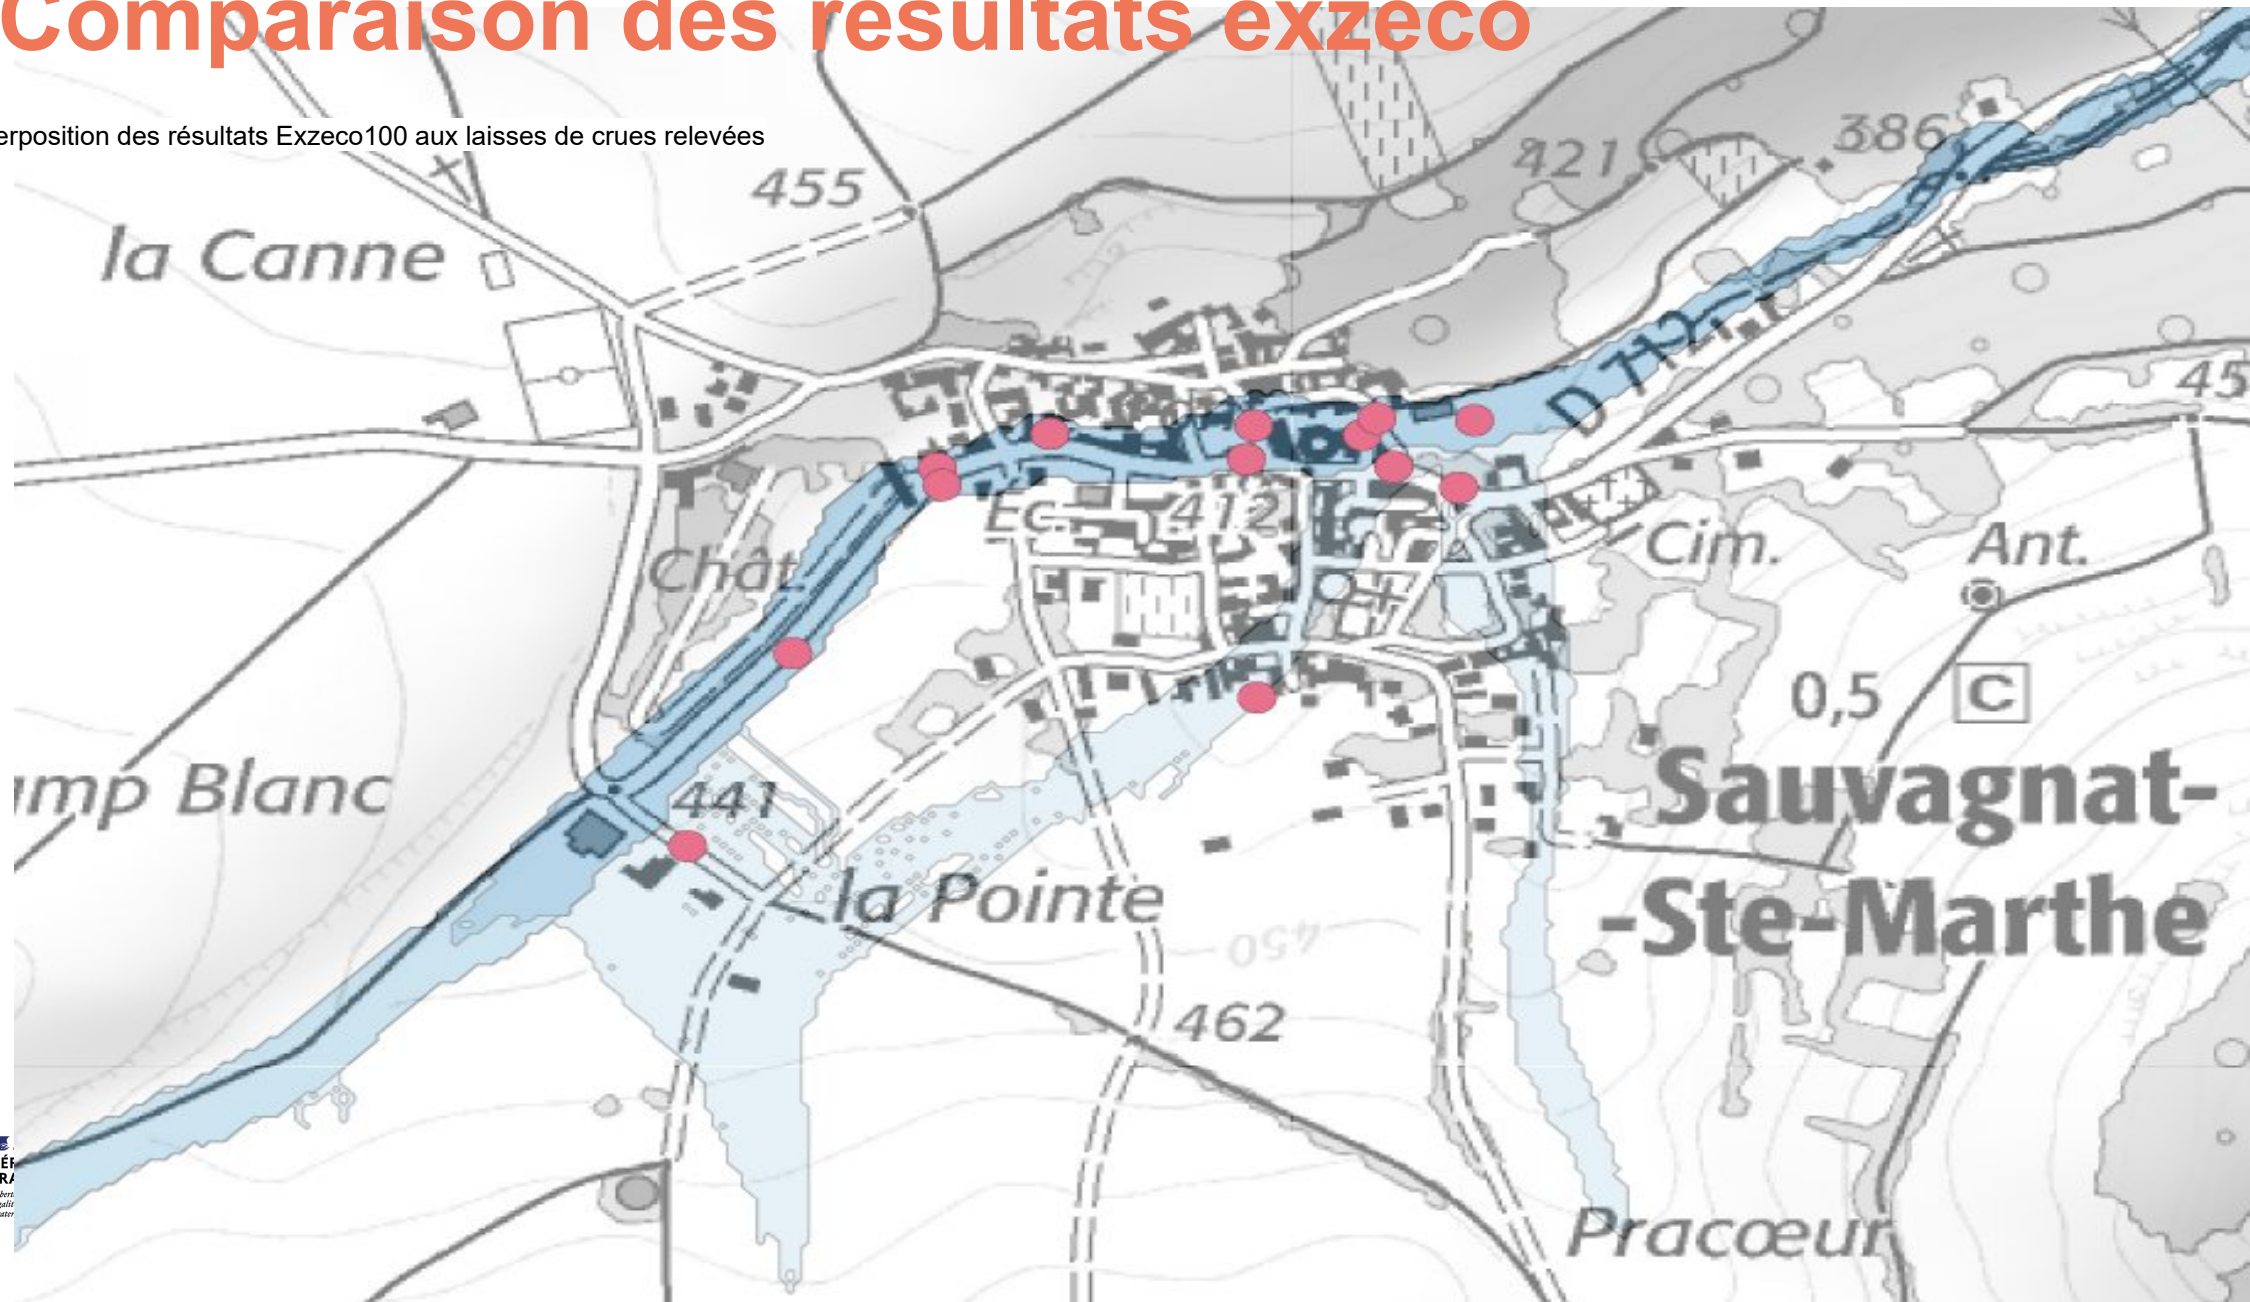 Comparaison des résultats exzeco
erposition des résultats Exzeco100 aux laisses de crues relevées
386
421
455
la Canne
D 712
45
Ec.
412
Cim.
Ant.
Chât.
0,5
C
441
amp Blanc
Sauvagnat-
-Ste-Marthe
la Pointe
450
462
Pracœur